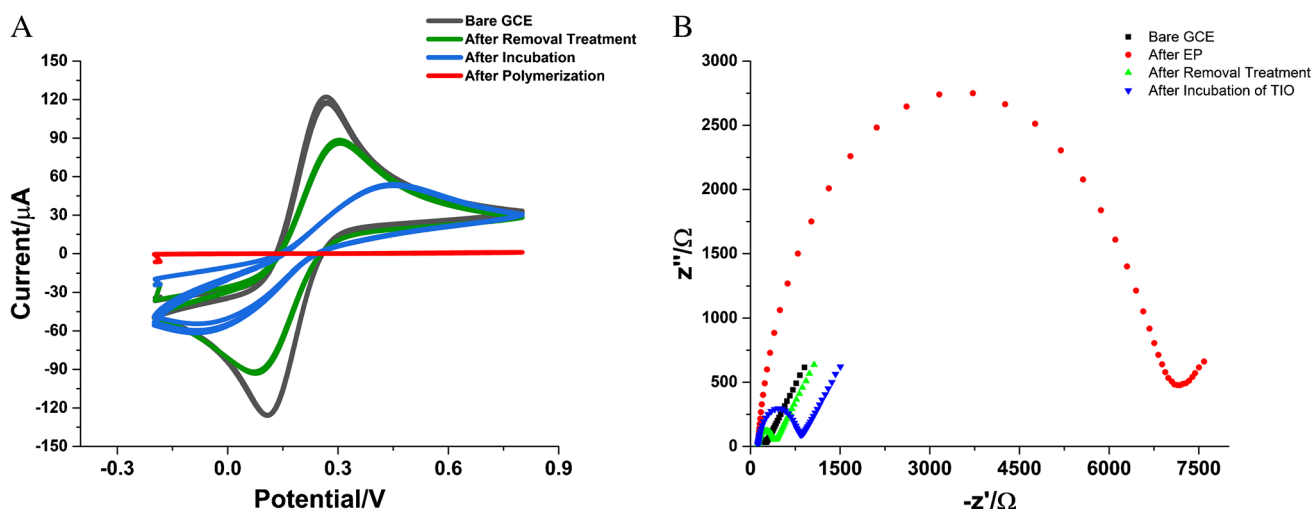 A
Bare GCE
After Removal Treatment
After Incubation
After Polymerization
150
120
90
60
30
0
-30
-60
-90
-120
-150
Current/μA
-0.3
0.0
0.3
0.6
0.9
Potential/V
B
Bare GCE
After EP
After Removal Treatment
After Incubation of TIO
3000
2500
2000
1500
1000
500
0
z''/Ω
0
1500
3000
4500
6000
7500
-z'/Ω